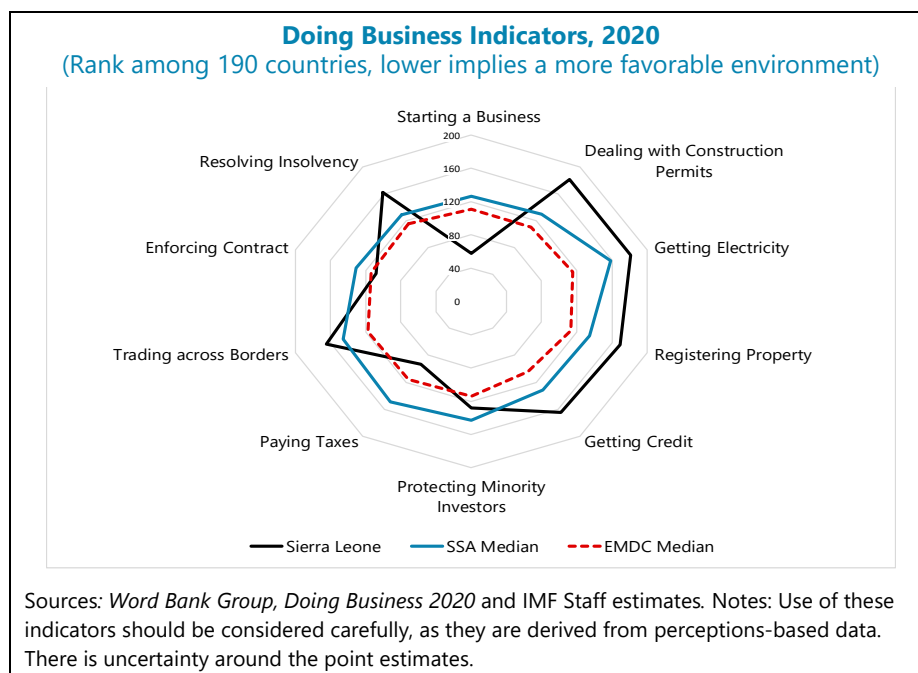 Doing Business Indicators, 2020
(Rank among 190 countries, lower implies a more favorable environment)
Starting a Business
200
Resolving Insolvency
Dealing with Construction
Permits
160
120
Enforcing Contract
80
Getting Electricity
40
0
Trading across Borders
Registering Property
Paying Taxes
Getting Credit
Protecting Minority
Investors
Sierra Leone SSA Median EMDC Median
Sources: Word Bank Group, Doing Business 2020 and IMF Staff estimates. Notes: Use of these
indicators should be considered carefully, as they are derived from perceptions-based data.
There is uncertainty around the point estimates.